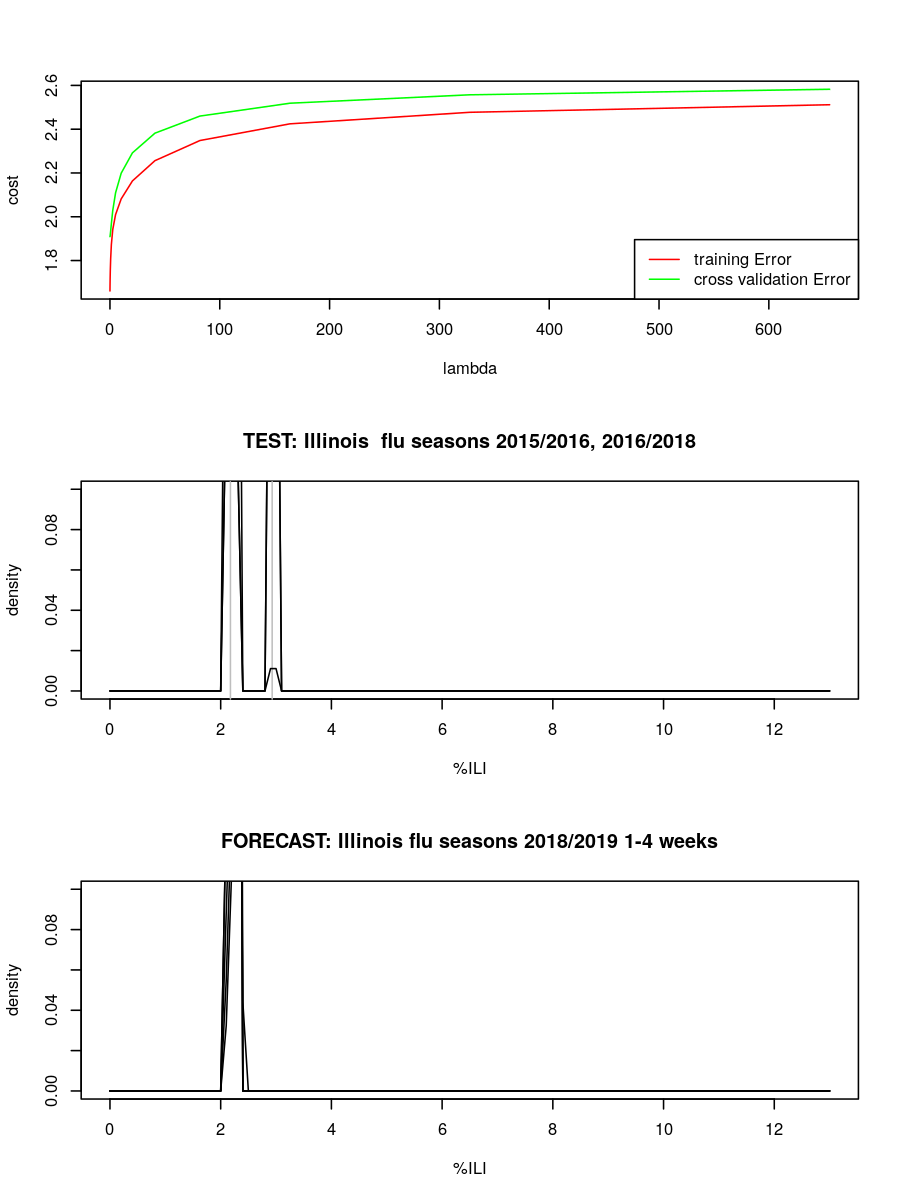 2.6
2.4
2.2
2.0
1.8
cost
training Error
cross validation Error
0 100 200 300 400 500 600
lambda
TEST: Illinois  flu seasons 2015/2016, 2016/2018
0.08
0.04
0.00
density
0 2 4 6 8 10 12
%ILI
FORECAST: Illinois flu seasons 2018/2019 1-4 weeks
0.08
0.04
0.00
density
0 2 4 6 8 10 12
%ILI